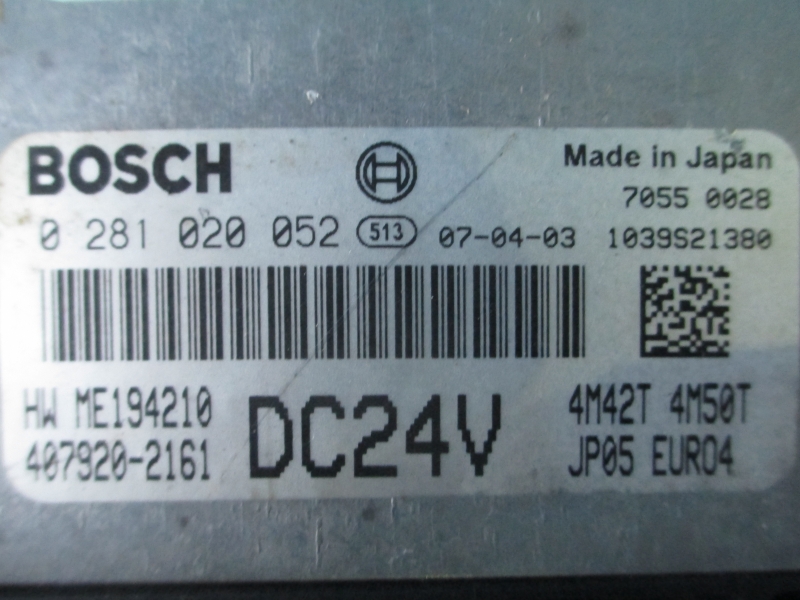 BOSCH Made in Japan
7055 0028
0 281 020 052 513 07-04-03 1039S21380
HW ME194210 DC24V 4M42T 4M50T
407920-2161 JP05 EURO4